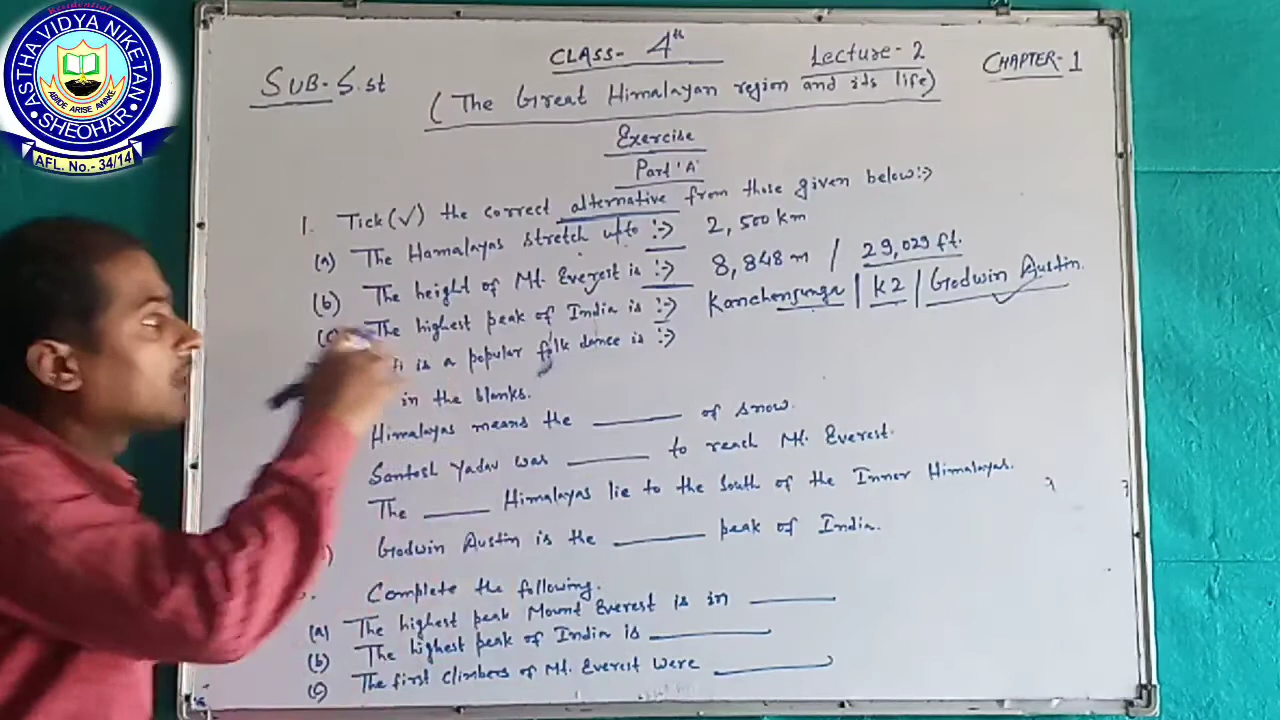 Residential
ASTHA VIDYA NIKETAN
ABIDE ARISE AWAKE
SHEOHAR
AFL. No.- 34/14
SUB- S.st
CLASS- 4th
Lecture- 2
CHAPTER- 1
(The Great Himalayan region and its life)
Exercise
Part 'A'
1. Tick (✓) the correct alternative from those given below:-
(a) The Hamalayas stretch upto :-> 2,500 km
(b) The height of Mt. Everest is :-> 8,848 m / 29,029 ft.
(c) The highest peak of India is :-> Kanchenjunga | K2 | Godwin Austin.
is a popular folk dance is :->
in the blanks.
Himalayas means the ______ of snow.
Santosh Yadav was ______ to reach Mt. Everest.
The ______ Himalayas lie to the South of the Inner Himalayas.
) Godwin Austin is the ______ peak of India.
Complete the following.
(a) The highest peak Mount Everest is in ______
(b) The highest peak of India is ______
(c) The first climbers of Mt. Everest were ______